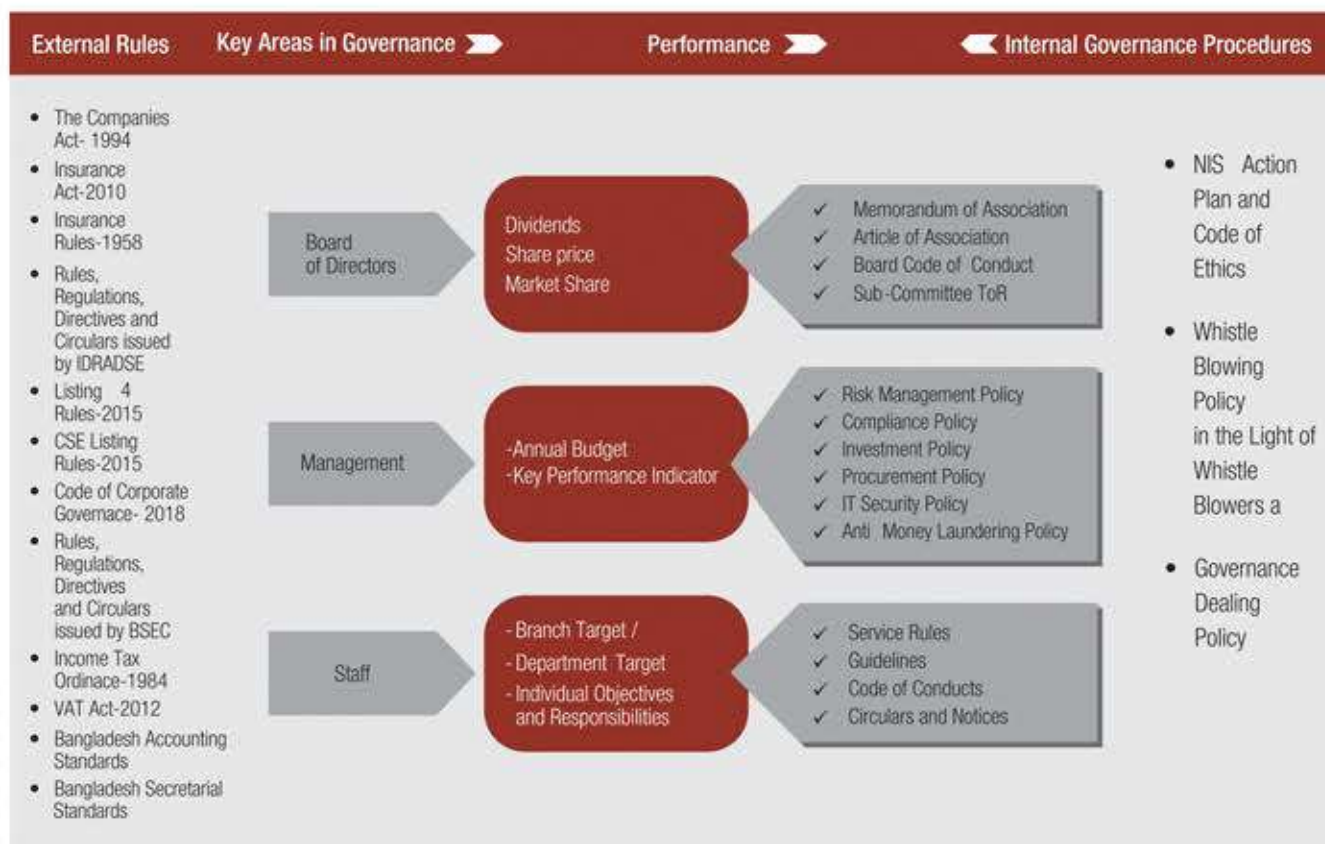 External Rules
Key Areas in Governance
Performance
Internal Governance Procedures
• The Companies
Act- 1994
• Insurance
Act-2010
• Insurance
Rules-1958
• Rules,
Regulations,
Directives and
Circulars issued
by IDRADSE
• Listing 4
Rules-2015
• CSE Listing
Rules-2015
• Code of Corporate
Governace- 2018
• Rules,
Regulations,
Directives
and Circulars
issued by BSEC
• Income Tax
Ordinace-1984
• VAT Act-2012
• Bangladesh Accounting
Standards
• Bangladesh Secretarial
Standards
Board
of Directors
Dividends
Share price
Market Share
✓ Memorandum of Association
✓ Article of Association
✓ Board Code of Conduct
✓ Sub-Committee ToR
Management
-Annual Budget
-Key Performance Indicator
✓ Risk Management Policy
✓ Compliance Policy
✓ Investment Policy
✓ Procurement Policy
✓ IT Security Policy
✓ Anti Money Laundering Policy
Staff
- Branch Target /
- Department Target
- Individual Objectives
and Responsibilities
✓ Service Rules
✓ Guidelines
✓ Code of Conducts
✓ Circulars and Notices
• NIS Action
Plan and
Code of
Ethics
• Whistle
Blowing
Policy
in the Light of
Whistle
Blowers a
• Governance
Dealing
Policy